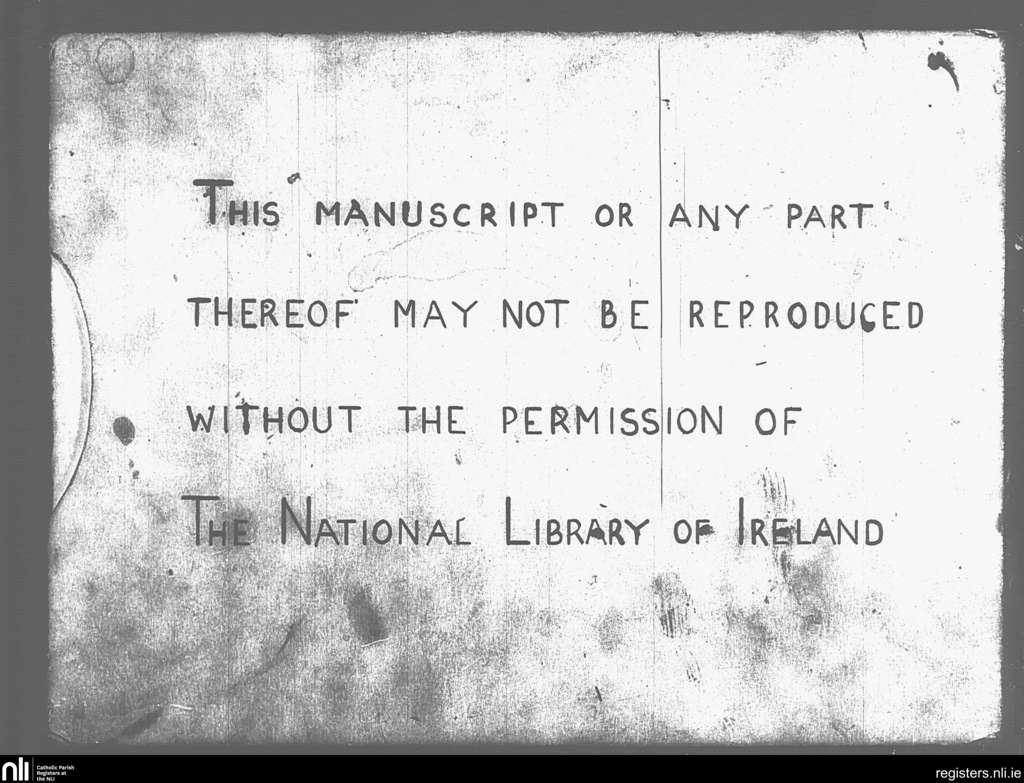 This manuscript or any part
thereof may not be reproduced
without the permission of
The National Library of Ireland
nli
Catholic Parish
Registers at
the NLI
registers.nli.ie